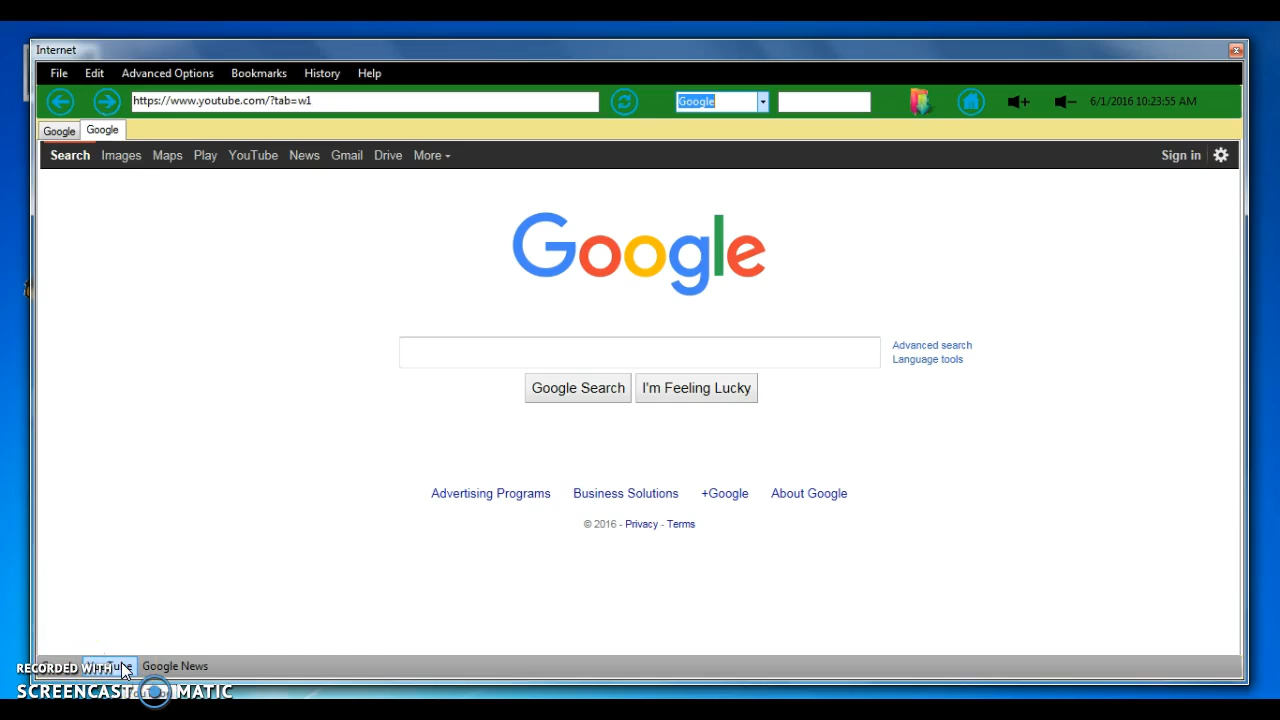 Internet
File Edit Advanced Options Bookmarks History Help
https://www.youtube.com/?tab=w1 Google 6/1/2016 10:23:55 AM
Google Google
Search Images Maps Play YouTube News Gmail Drive More Sign in
Google
Advanced search
Language tools
Google Search I'm Feeling Lucky
Advertising Programs Business Solutions +Google About Google
© 2016 - Privacy - Terms
YouTube Google News
RECORDED WITH
SCREENCAST-O-MATIC